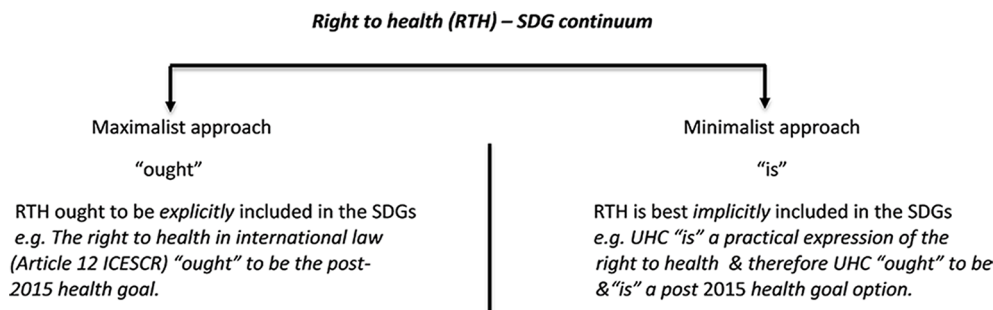 Right to health (RTH) – SDG continuum
Maximalist approach
“ought”
RTH ought to be explicitly included in the SDGs
e.g. The right to health in international law
(Article 12 ICESCR) “ought” to be the post-
2015 health goal.
Minimalist approach
“is”
RTH is best implicitly included in the SDGs
e.g. UHC “is” a practical expression of the
right to health & therefore UHC “ought” to be
&“is” a post 2015 health goal option.